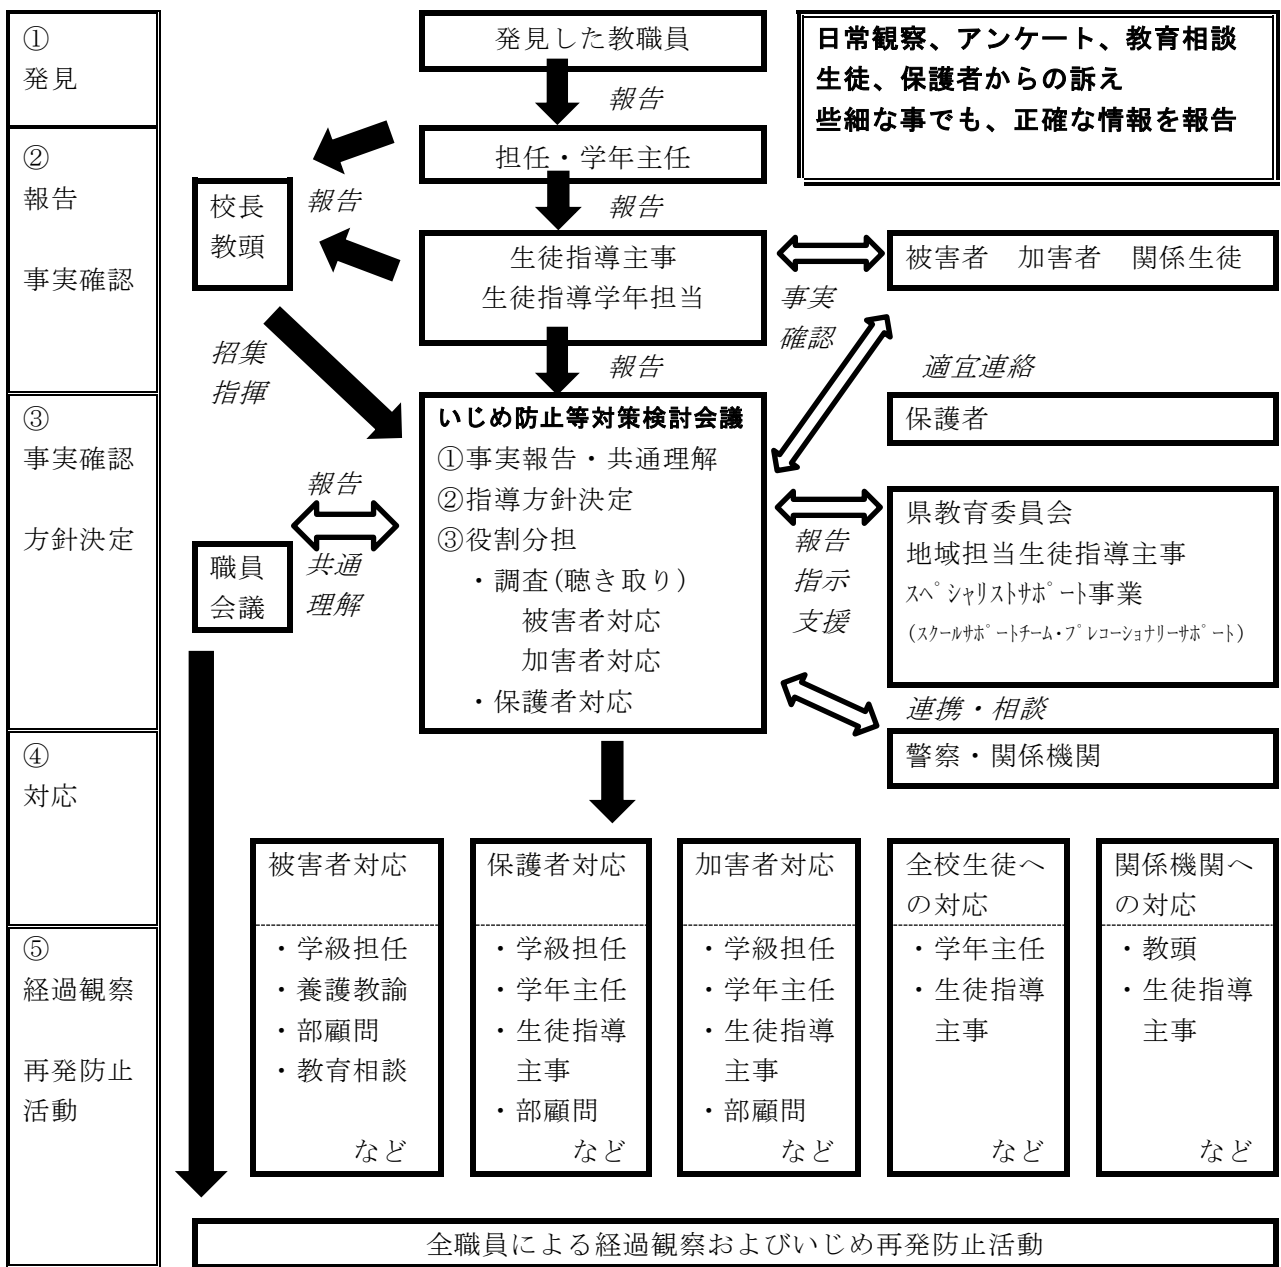 ①
発見
②
報告
事実確認
③
事実確認
方針決定
④
対応
⑤
経過観察
再発防止
活動
発見した教職員
報告
日常観察、アンケート、教育相談
生徒、保護者からの訴え
些細な事でも、正確な情報を報告
担任・学年主任
報告
報告
校長
教頭
生徒指導主事
生徒指導学年担当
事実
確認
被害者 加害者 関係生徒
招集
指揮
報告
適宜連絡
保護者
いじめ防止等対策検討会議
①事実報告・共通理解
②指導方針決定
③役割分担
・調査(聴き取り)
被害者対応
加害者対応
・保護者対応
報告
共通
理解
職員
会議
報告
指示
支援
県教育委員会
地域担当生徒指導主事
ｽﾍﾟｼｬﾘｽﾄｻﾎﾟｰﾄ事業
(ｽｸｰﾙｻﾎﾟｰﾄﾁｰﾑ・ﾌﾟﾚｺｰｼｮﾅﾘｰｻﾎﾟｰﾄ)
連携・相談
警察・関係機関
被害者対応
・学級担任
・養護教諭
・部顧問
・教育相談
など
保護者対応
・学級担任
・学年主任
・生徒指導
主事
・部顧問
など
加害者対応
・学級担任
・学年主任
・生徒指導
主事
・部顧問
など
全校生徒へ
の対応
・学年主任
・生徒指導
主事
など
関係機関へ
の対応
・教頭
・生徒指導
主事
など
全職員による経過観察およびいじめ再発防止活動